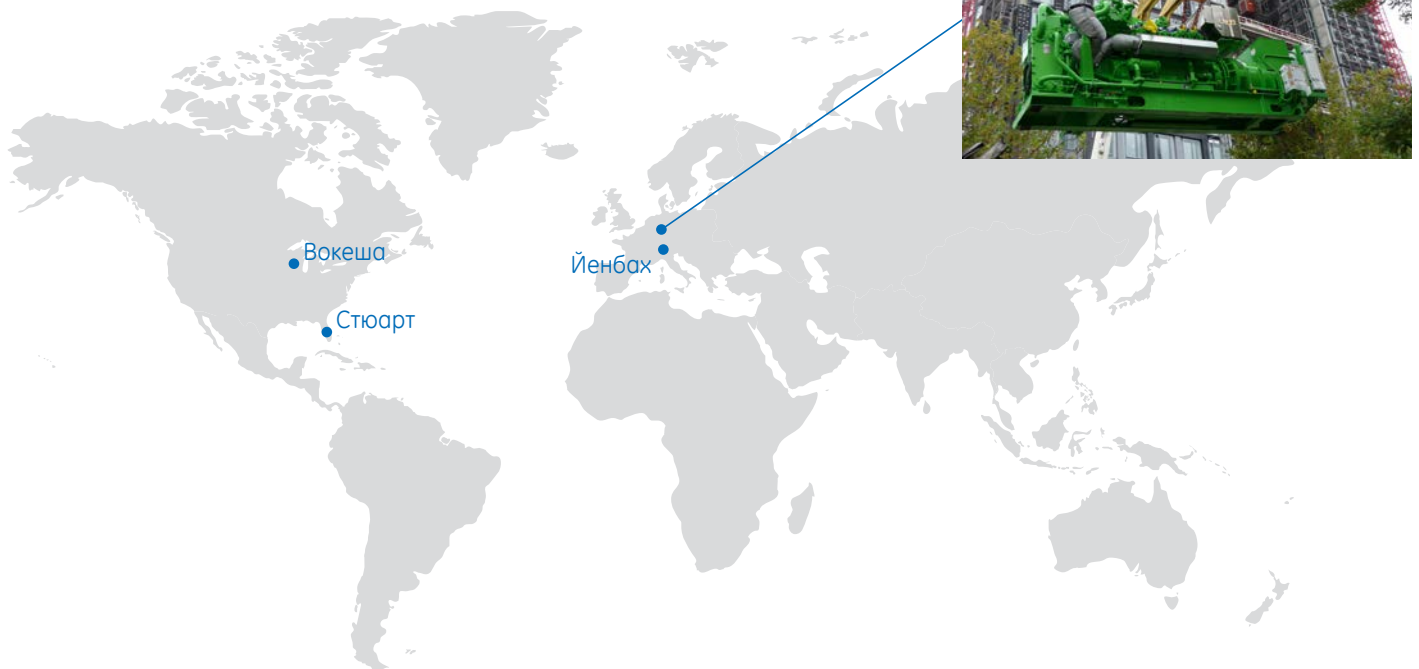 Вокеша
Йенбах
Стюарт